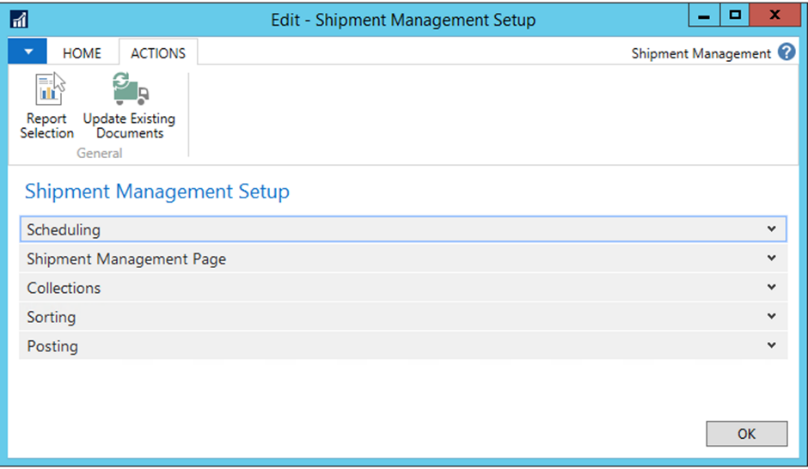 Edit - Shipment Management Setup
HOME ACTIONS Shipment Management ?
Report Selection
Update Existing Documents
General
Shipment Management Setup
Scheduling
Shipment Management Page
Collections
Sorting
Posting
OK